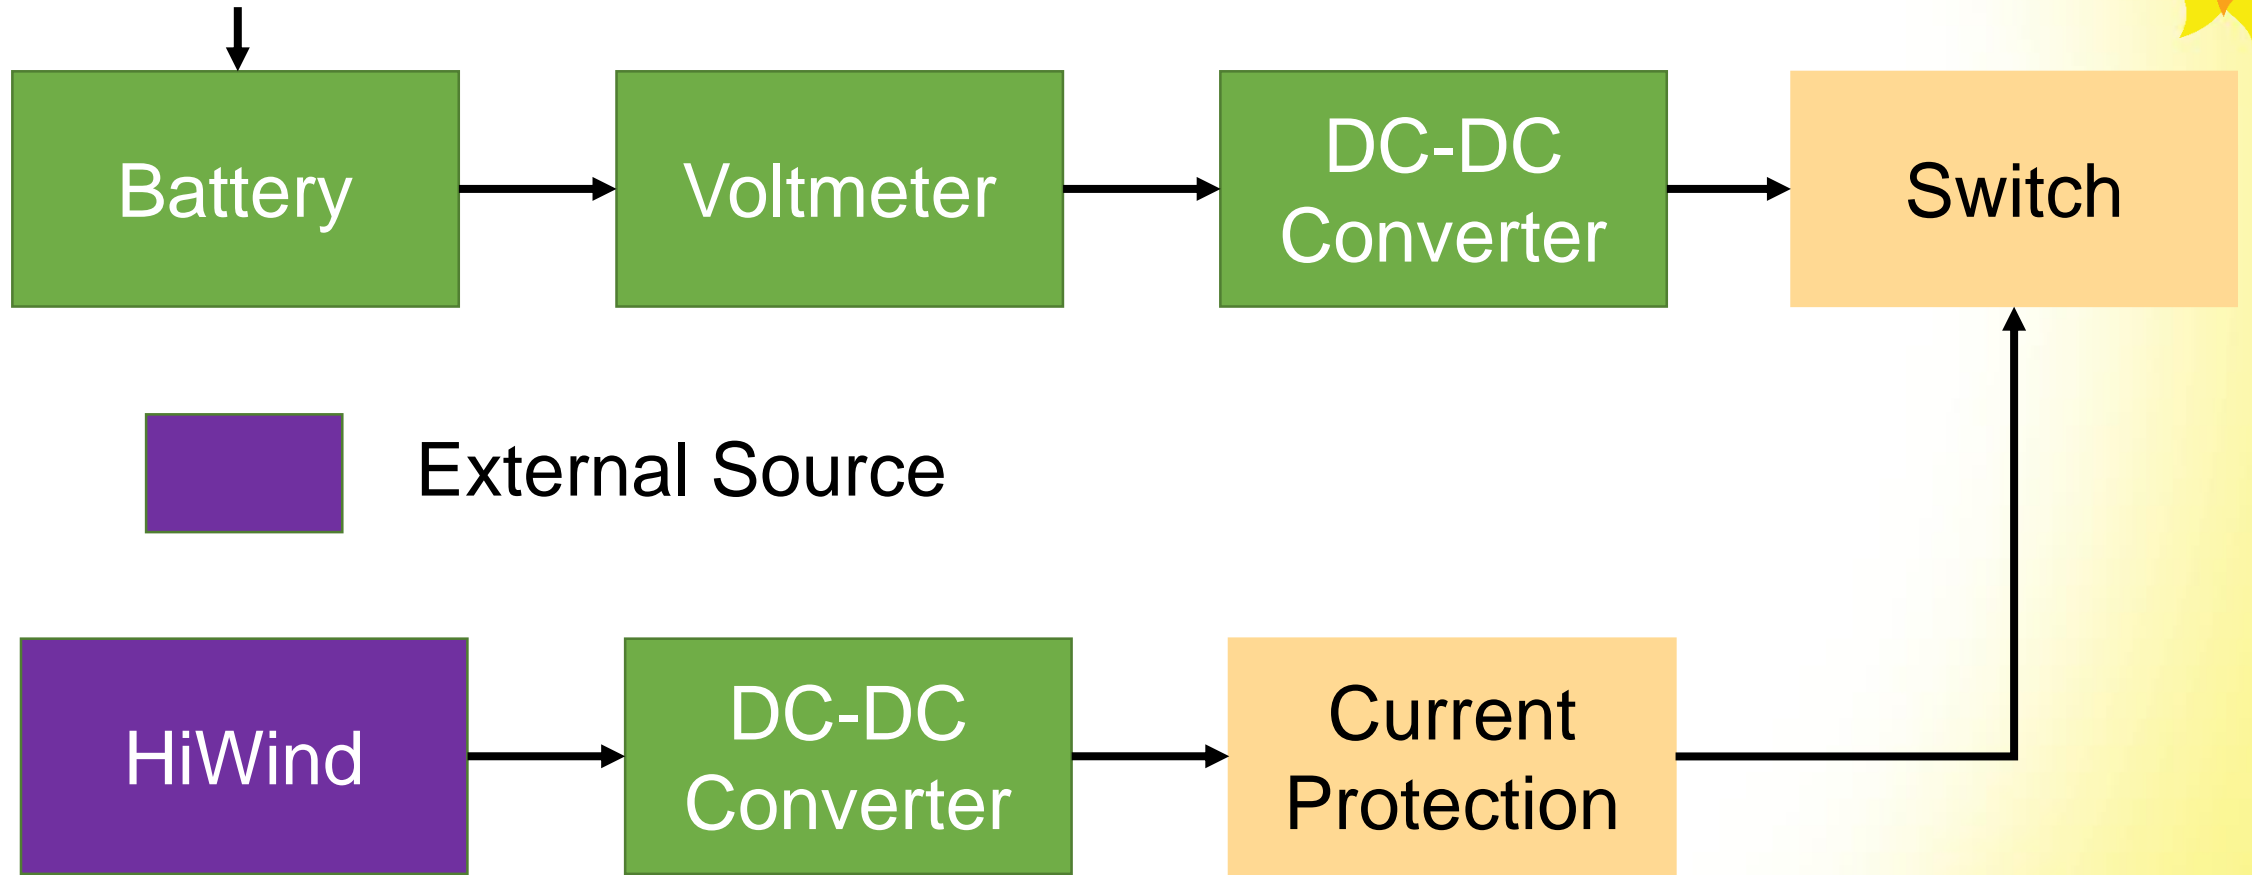 Battery
Voltmeter
DC-DC
Converter
Switch
External Source
HiWind
DC-DC
Converter
Current
Protection